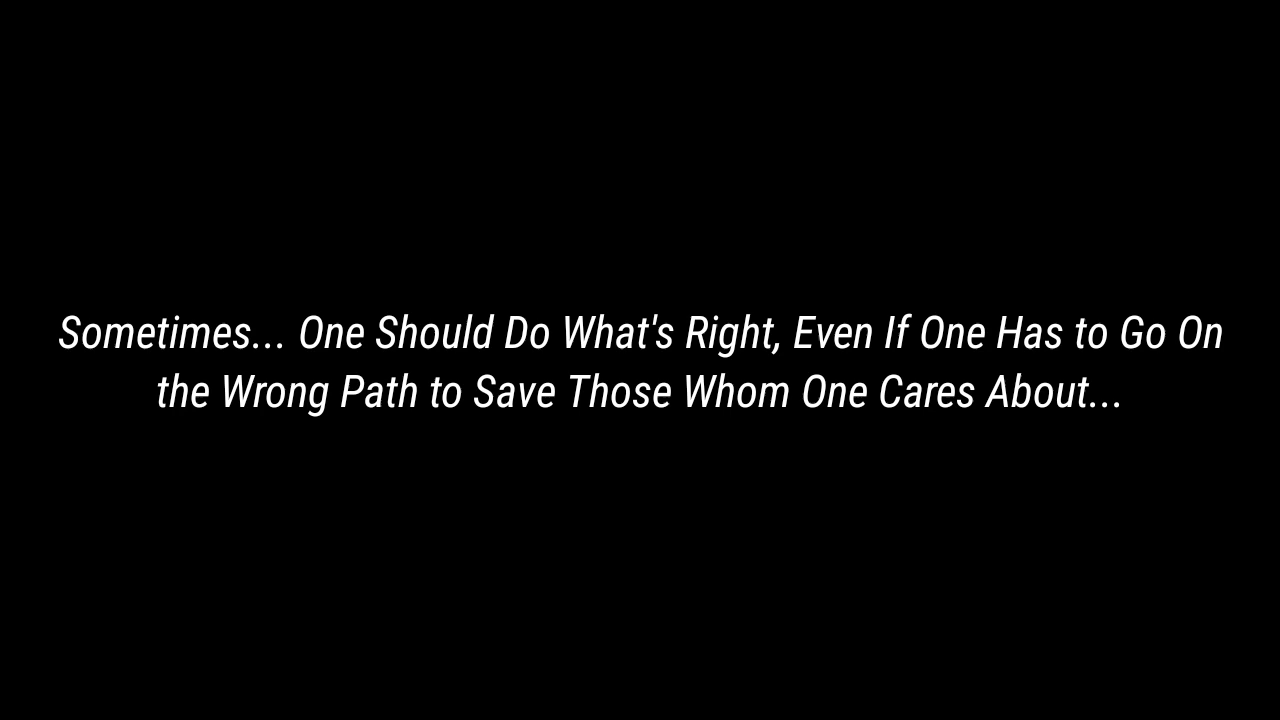 Sometimes... One Should Do What's Right, Even If One Has to Go On
the Wrong Path to Save Those Whom One Cares About...